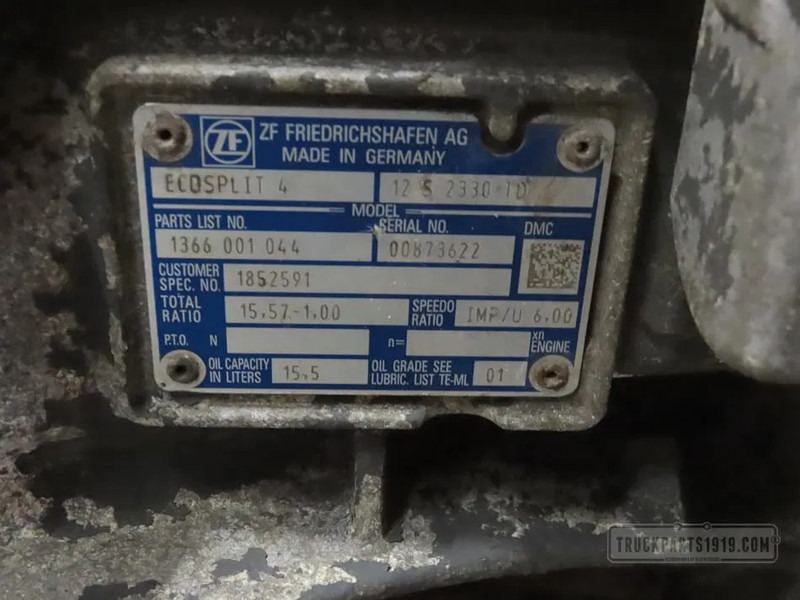 ZF ZF FRIEDRICHSHAFEN AG
MADE IN GERMANY
ECOSPLIT 4 12 S 2330 TD
MODEL
PARTS LIST NO. SERIAL NO. DMC
1366 001 044 00873622
CUSTOMER SPEC. NO. 1852591
TOTAL RATIO 15,57-1,00 SPEEDO RATIO IMP/U 6,00
P.T.O. N n= xn ENGINE
OIL CAPACITY IN LITERS 15,5 OIL GRADE SEE LUBRIC. LIST TE-ML 01
TRUCKPARTS1919.COM